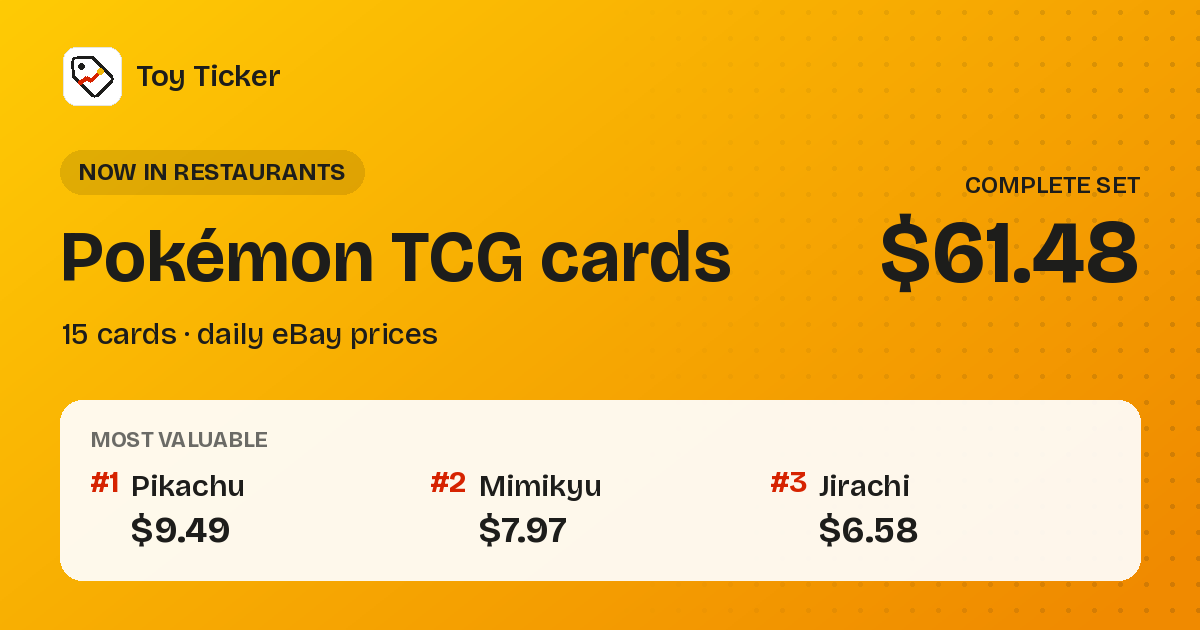 Toy Ticker
NOW IN RESTAURANTS
Pokémon TCG cards
15 cards · daily eBay prices
COMPLETE SET
$61.48
MOST VALUABLE
#1 Pikachu
$9.49
#2 Mimikyu
$7.97
#3 Jirachi
$6.58